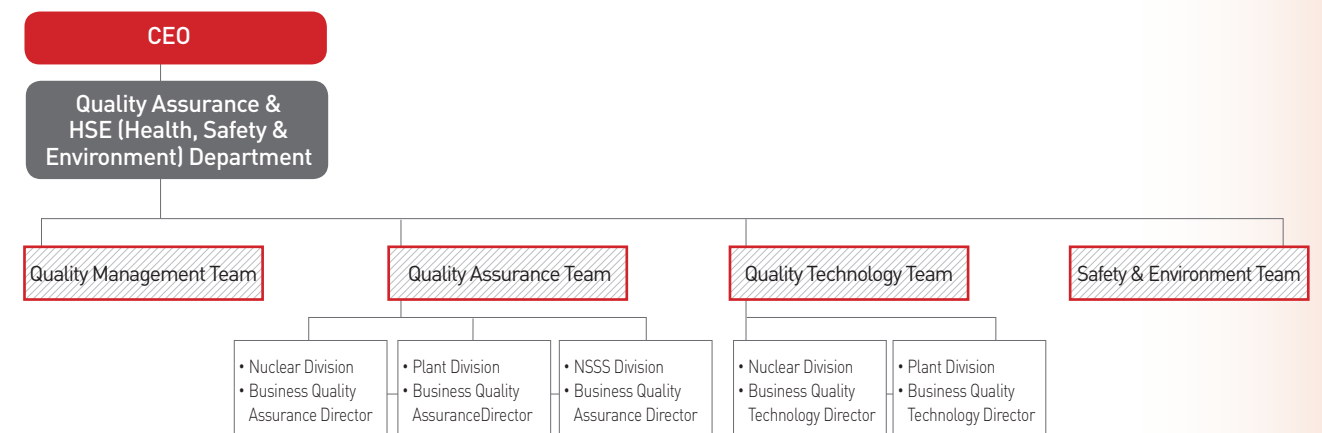 CEO
Quality Assurance &
HSE (Health, Safety &
Environment) Department
Quality Management Team
Quality Assurance Team
Quality Technology Team
Safety & Environment Team
• Nuclear Division
• Business Quality
Assurance Director
• Plant Division
• Business Quality
AssuranceDirector
• NSSS Division
• Business Quality
Assurance Director
• Nuclear Division
• Business Quality
Technology Director
• Plant Division
• Business Quality
Technology Director